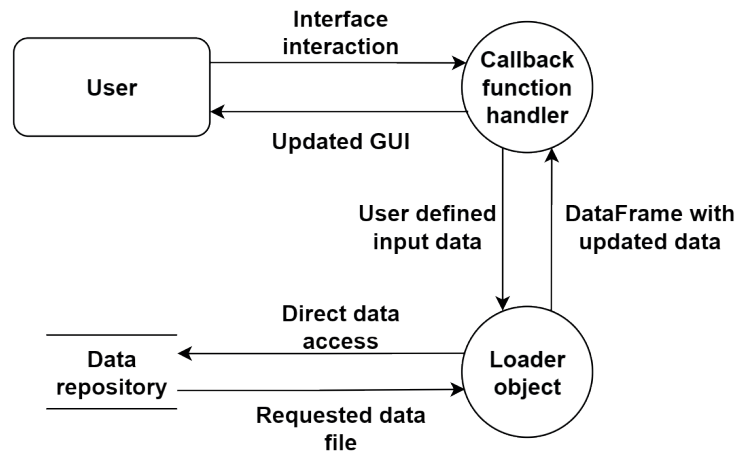 Interface
interaction
User
Callback
function
handler
Updated GUI
User defined
input data
DataFrame with
updated data
Direct data
access
Data
repository
Loader
object
Requested data
file